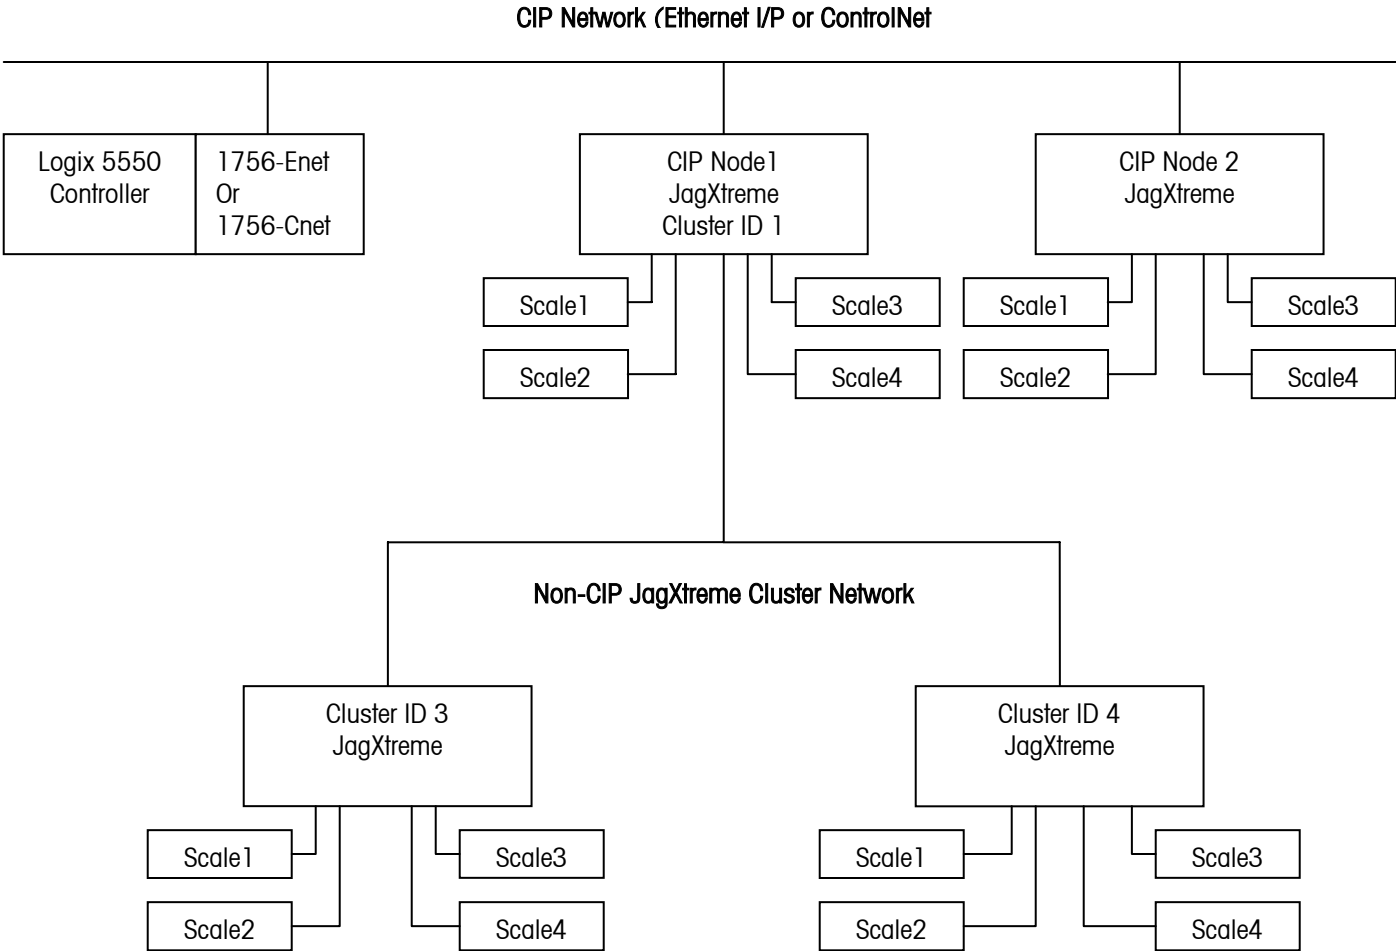 CIP Network (Ethernet I/P or ControlNet
Logix 5550
Controller
1756-Enet
Or
1756-Cnet
CIP Node1
JagXtreme
Cluster ID 1
CIP Node 2
JagXtreme
Scale1
Scale3
Scale1
Scale3
Scale2
Scale4
Scale2
Scale4
Non-CIP JagXtreme Cluster Network
Cluster ID 3
JagXtreme
Cluster ID 4
JagXtreme
Scale1
Scale3
Scale1
Scale3
Scale2
Scale4
Scale2
Scale4